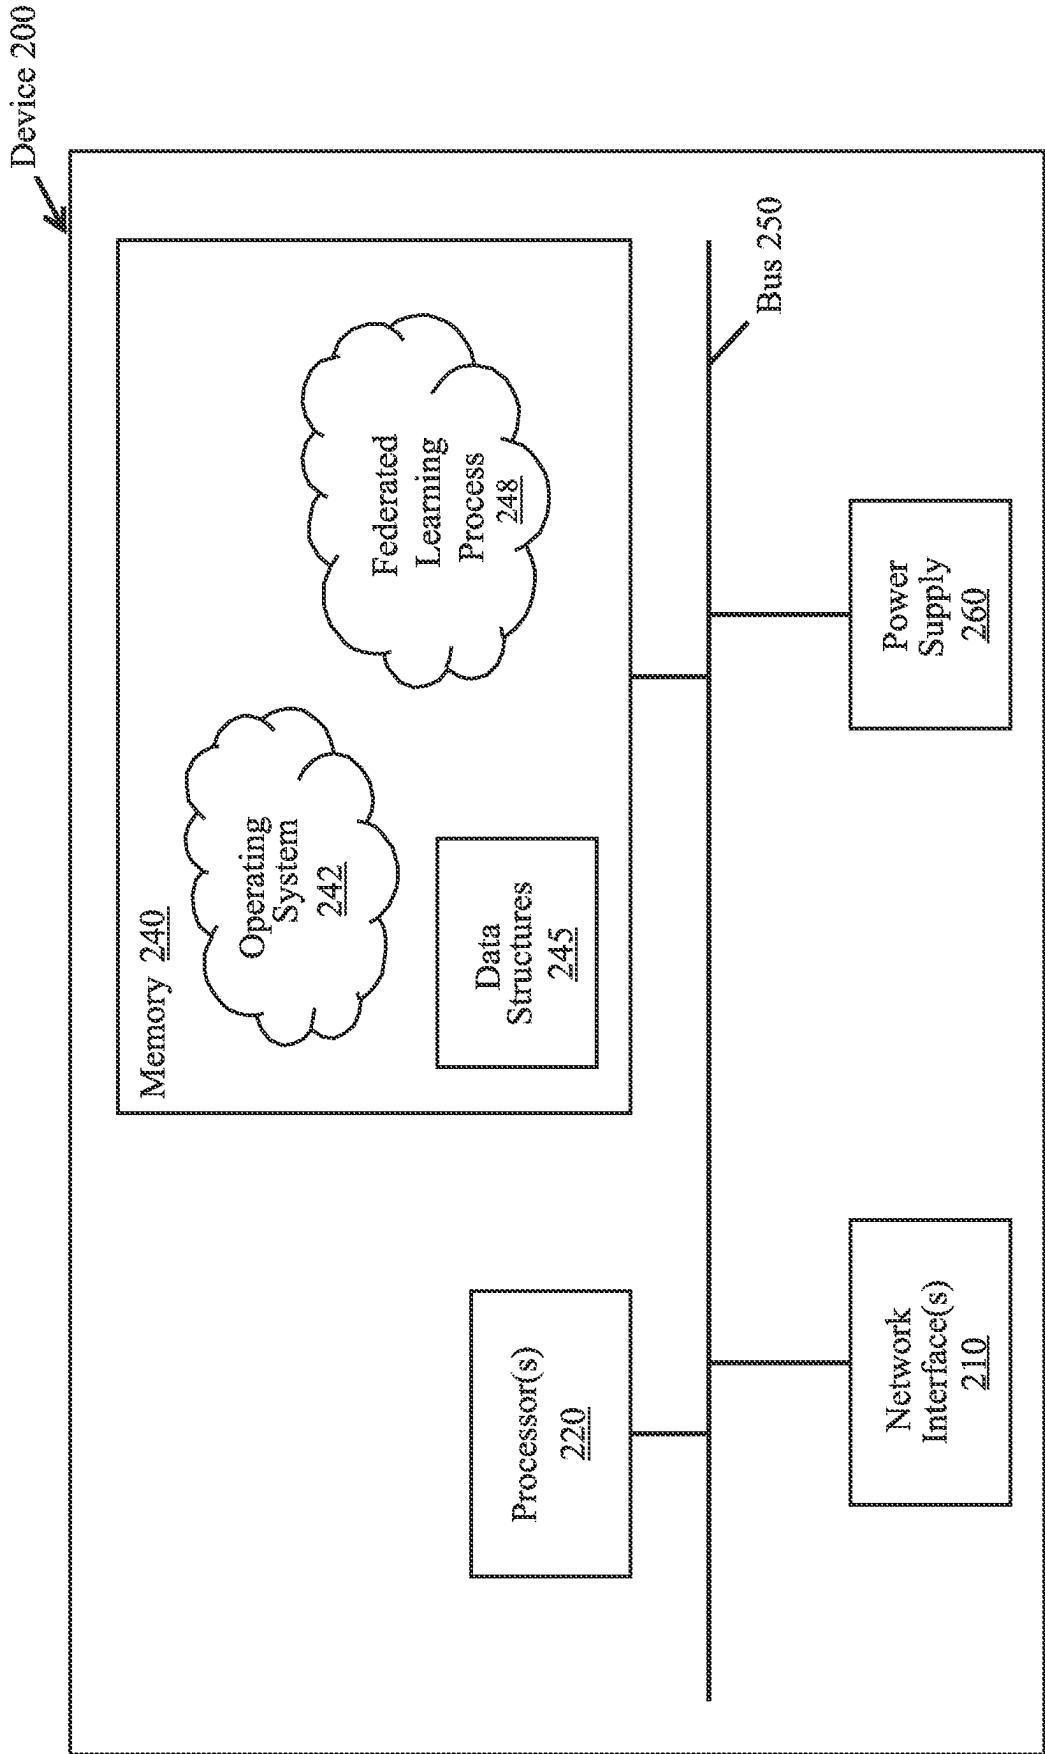 Device 200
Memory 240
Operating
System
242
Federated
Learning
Process
248
Data
Structures
245
Processor(s)
220
Bus 250
Network
Interface(s)
210
Power
Supply
260